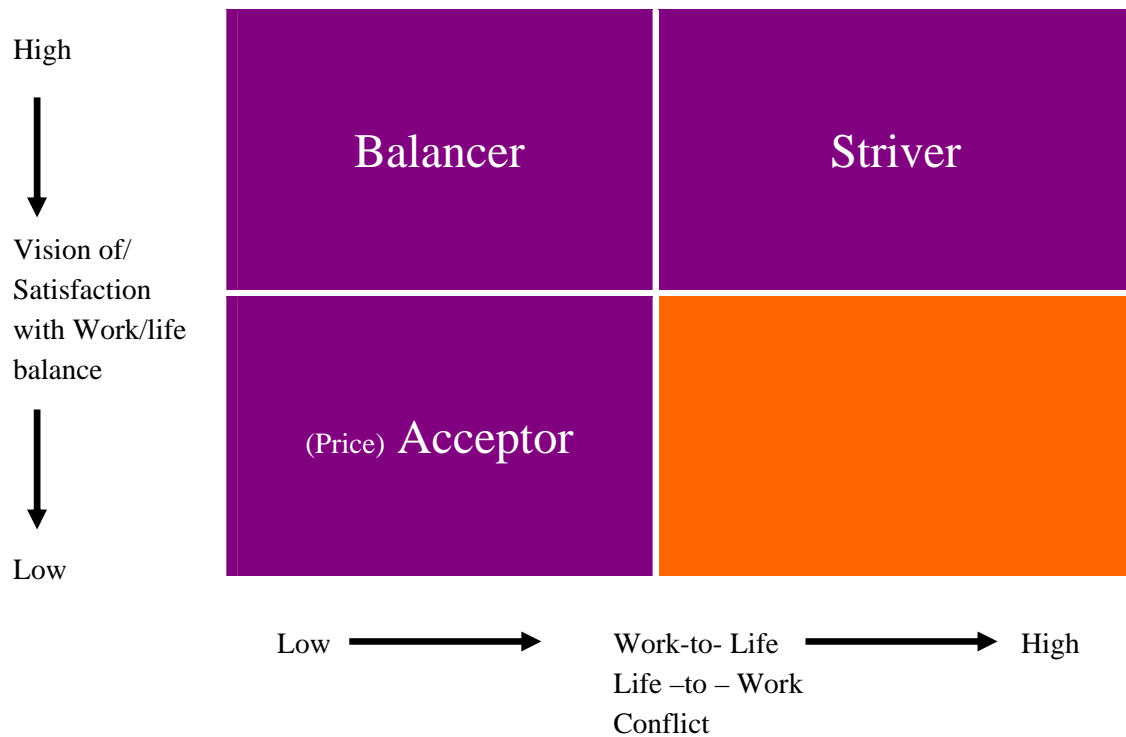 High
Balancer
Striver
Vision of/
Satisfaction
with Work/life
balance
(Price) Acceptor
Low
Low
Work-to- Life
Life –to – Work
Conflict
High